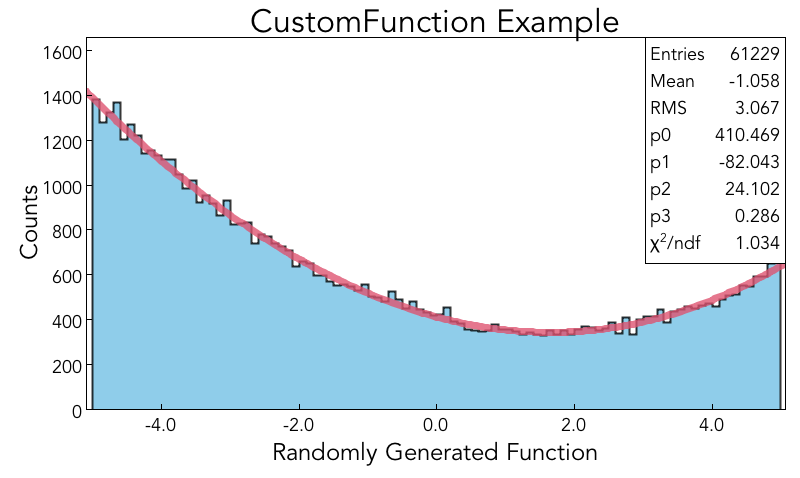 CustomFunction Example
Entries 61229
Mean -1.058
RMS 3.067
p0 410.469
p1 -82.043
p2 24.102
p3 0.286
χ²/ndf 1.034
1600
1400
1200
1000
800
600
400
200
0
Counts
-4.0 -2.0 0.0 2.0 4.0
Randomly Generated Function